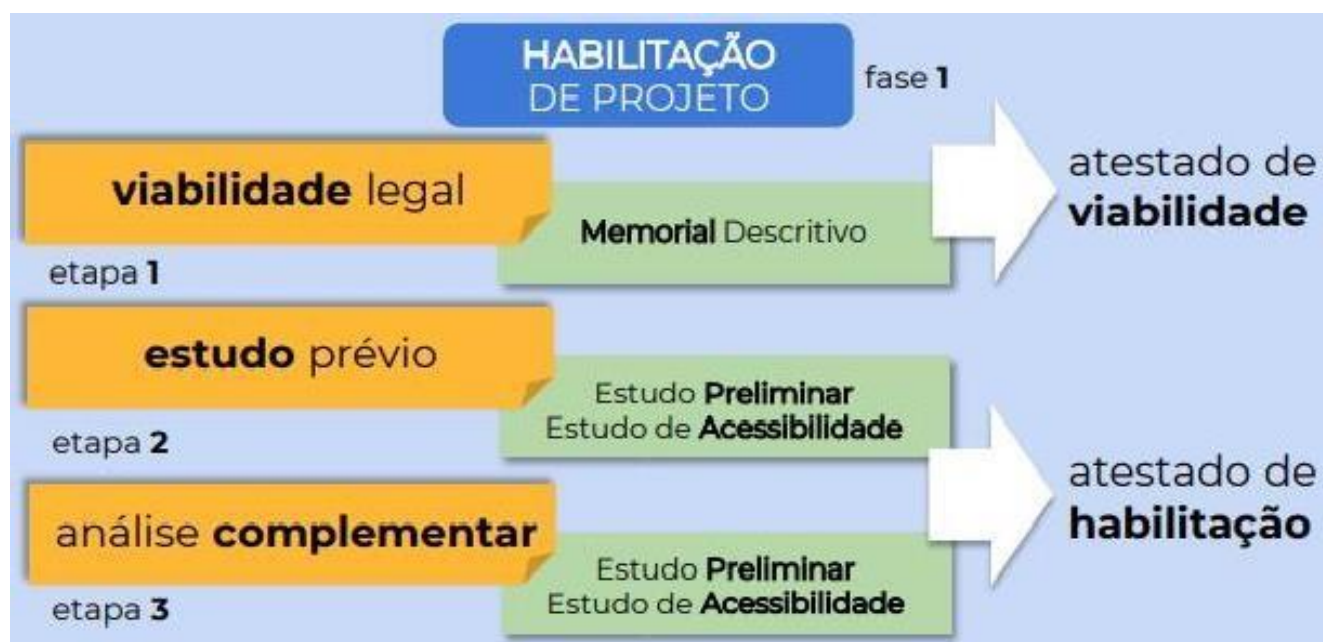 HABILITAÇÃO
DE PROJETO
fase 1
viabilidade legal
etapa 1
Memorial Descritivo
atestado de
viabilidade
estudo prévio
etapa 2
Estudo Preliminar
Estudo de Acessibilidade
análise complementar
etapa 3
Estudo Preliminar
Estudo de Acessibilidade
atestado de
habilitação